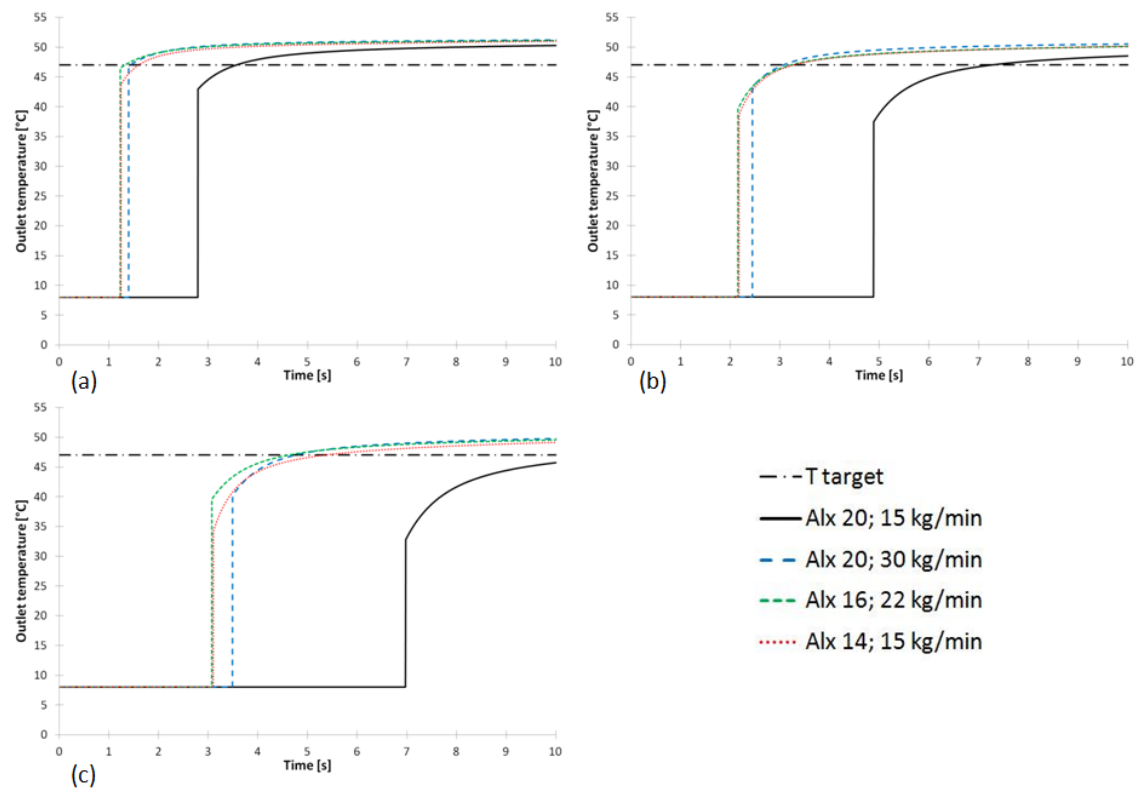 55
50
45
40
35
30
25
20
15
10
5
0
Outlet temperature [°C]
0 1 2 3 4 5 6 7 8 9 10
Time [s]
(a)
55
50
45
40
35
30
25
20
15
10
5
0
Outlet temperature [°C]
0 1 2 3 4 5 6 7 8 9 10
Time [s]
(b)
55
50
45
40
35
30
25
20
15
10
5
0
Outlet temperature [°C]
0 1 2 3 4 5 6 7 8 9 10
Time [s]
(c)
T target
Alx 20; 15 kg/min
Alx 20; 30 kg/min
Alx 16; 22 kg/min
Alx 14; 15 kg/min